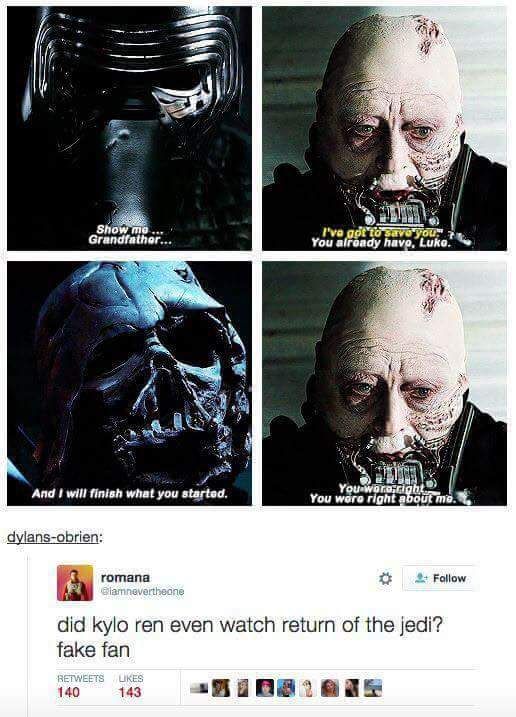 Show me ...
Grandfather...
I've got to save you.
You already have, Luke.
And I will finish what you started.
You were right.
You were right about me.
dylans-obrien:
romana
@iamnevertheone
Follow
did kylo ren even watch return of the jedi?
fake fan
RETWEETS LIKES
140 143